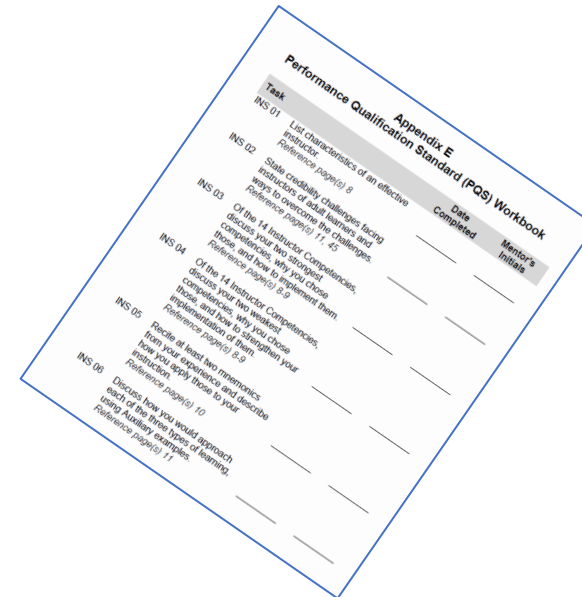 Appendix E
Performance Qualification Standard (PQS) Workbook
Task
Date
Completed
Mentor's
Initials
INS 01
List characteristics of an effective
instructor.
Reference page(s) 8
INS 02
State credibility challenges facing
instructors of adult learners and
ways to overcome the challenges.
Reference page(s) 11, 45
INS 03
Of the 14 Instructor Competencies,
discuss your two strongest
competencies, why you chose
those, and how to implement them.
Reference page(s) 8-9
INS 04
Of the 14 Instructor Competencies,
discuss your two weakest
competencies, why you chose
those, and how to strengthen your
implementation of them.
Reference page(s) 8-9
INS 05
Recite at least two mnemonics
from your experience and describe
how you apply those to your
instruction.
Reference page(s) 10
INS 06
Discuss how you would approach
each of the three types of learning,
using Auxiliary examples.
Reference page(s) 11